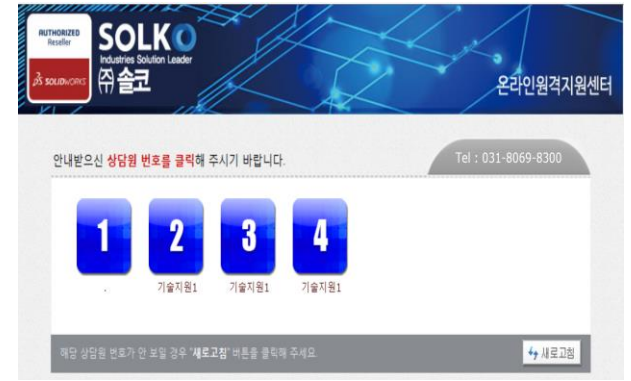 AUTHORIZED
Reseller
SOLIDWORKS
SOLKO
Industries Solution Leader
㈜솔코
온라인원격지원센터
안내받으신 상담원 번호를 클릭해 주시기 바랍니다.
Tel : 031-8069-8300
1 2 3 4
. 기술지원1 기술지원1 기술지원1
해당 상담원 번호가 안 보일 경우 "새로고침" 버튼를 클릭해 주세요
새로고침